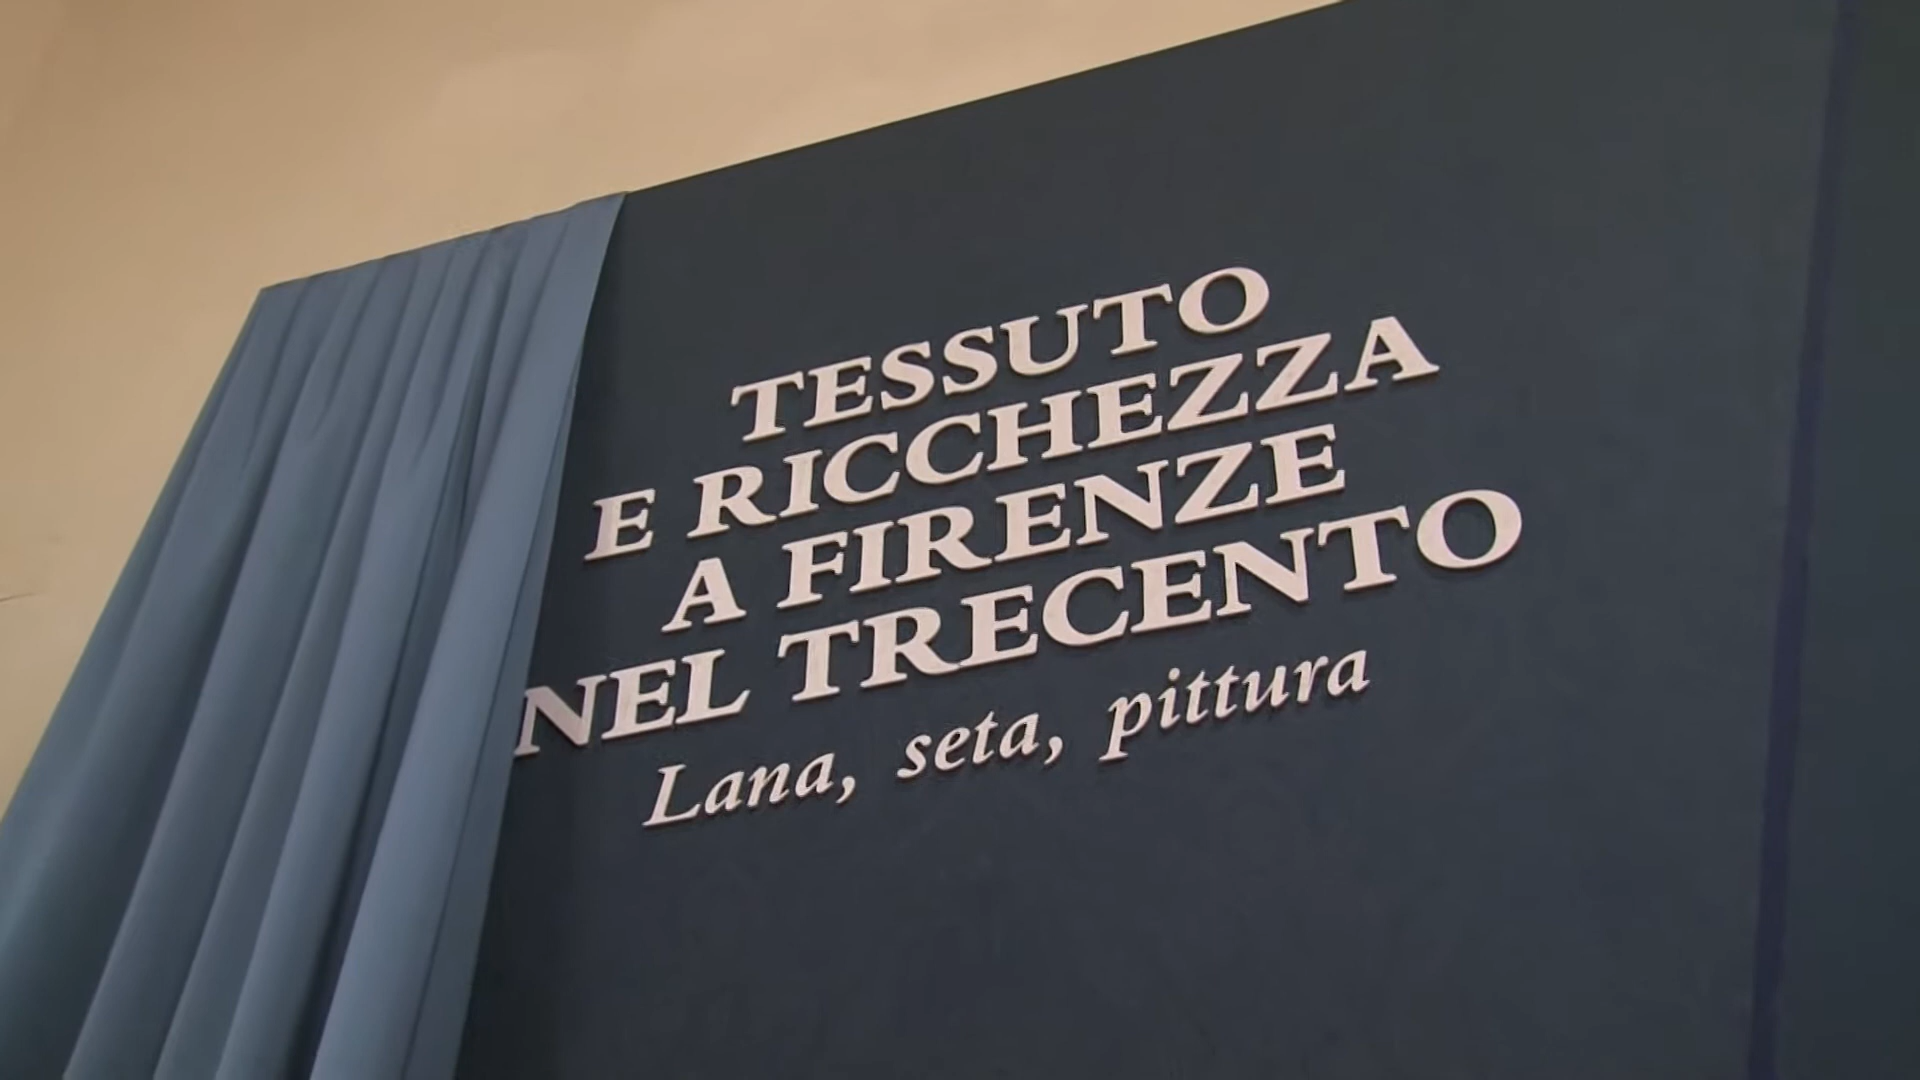 TESSUTO
E RICCHEZZA
A FIRENZE
NEL TRECENTO
Lana, seta, pittura